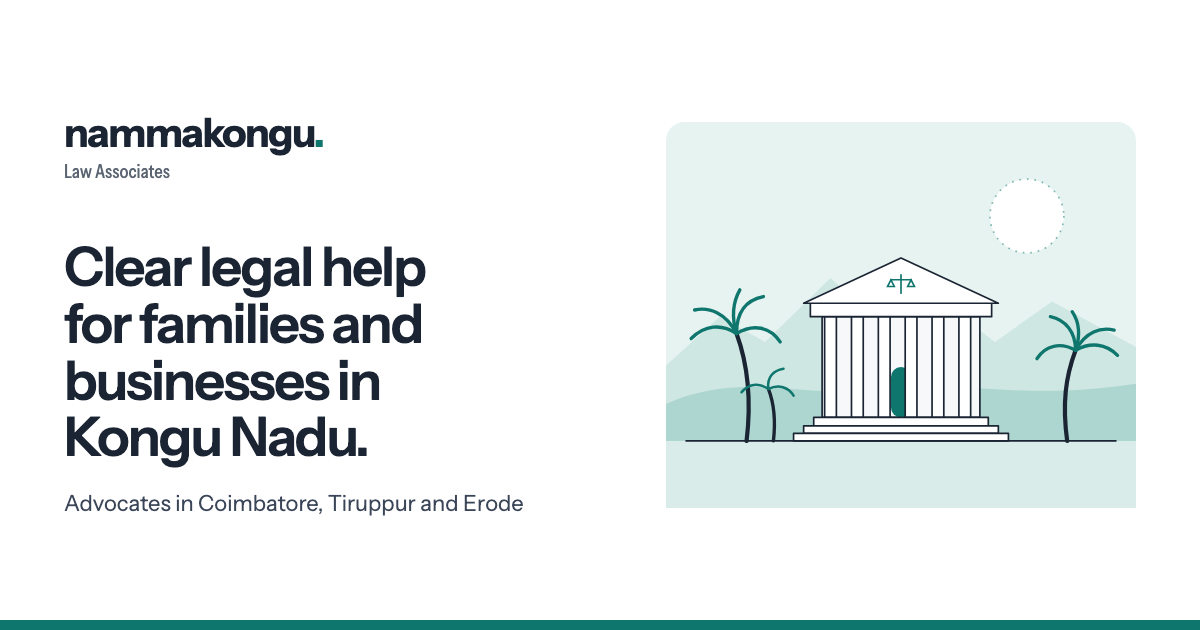 nammakongu.
Law Associates
Clear legal help
for families and
businesses in
Kongu Nadu.
Advocates in Coimbatore, Tiruppur and Erode